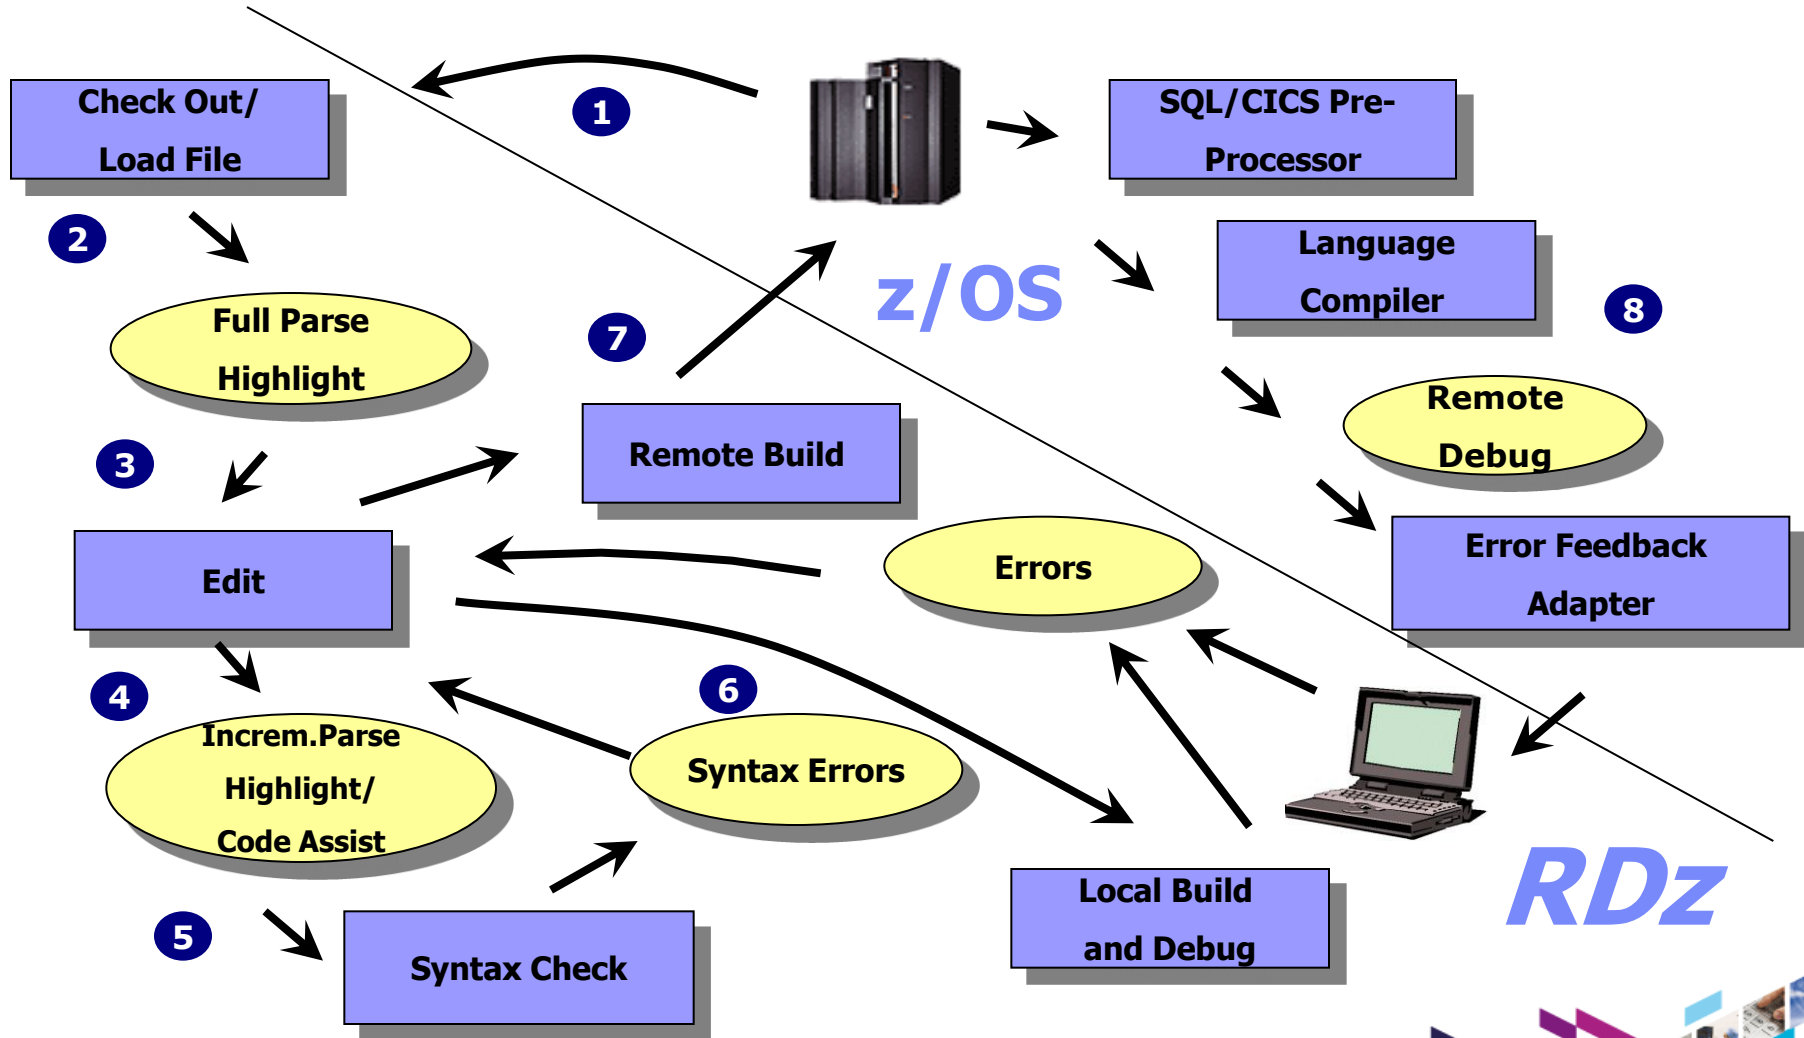 Check Out/
Load File
1
SQL/CICS Pre-
Processor
2
Language
Compiler
z/OS
8
Full Parse
Highlight
7
Remote
Debug
3
Remote Build
Edit
Errors
Error Feedback
Adapter
4
6
Increm.Parse
Highlight/
Code Assist
Syntax Errors
5
Syntax Check
Local Build
and Debug
RDz